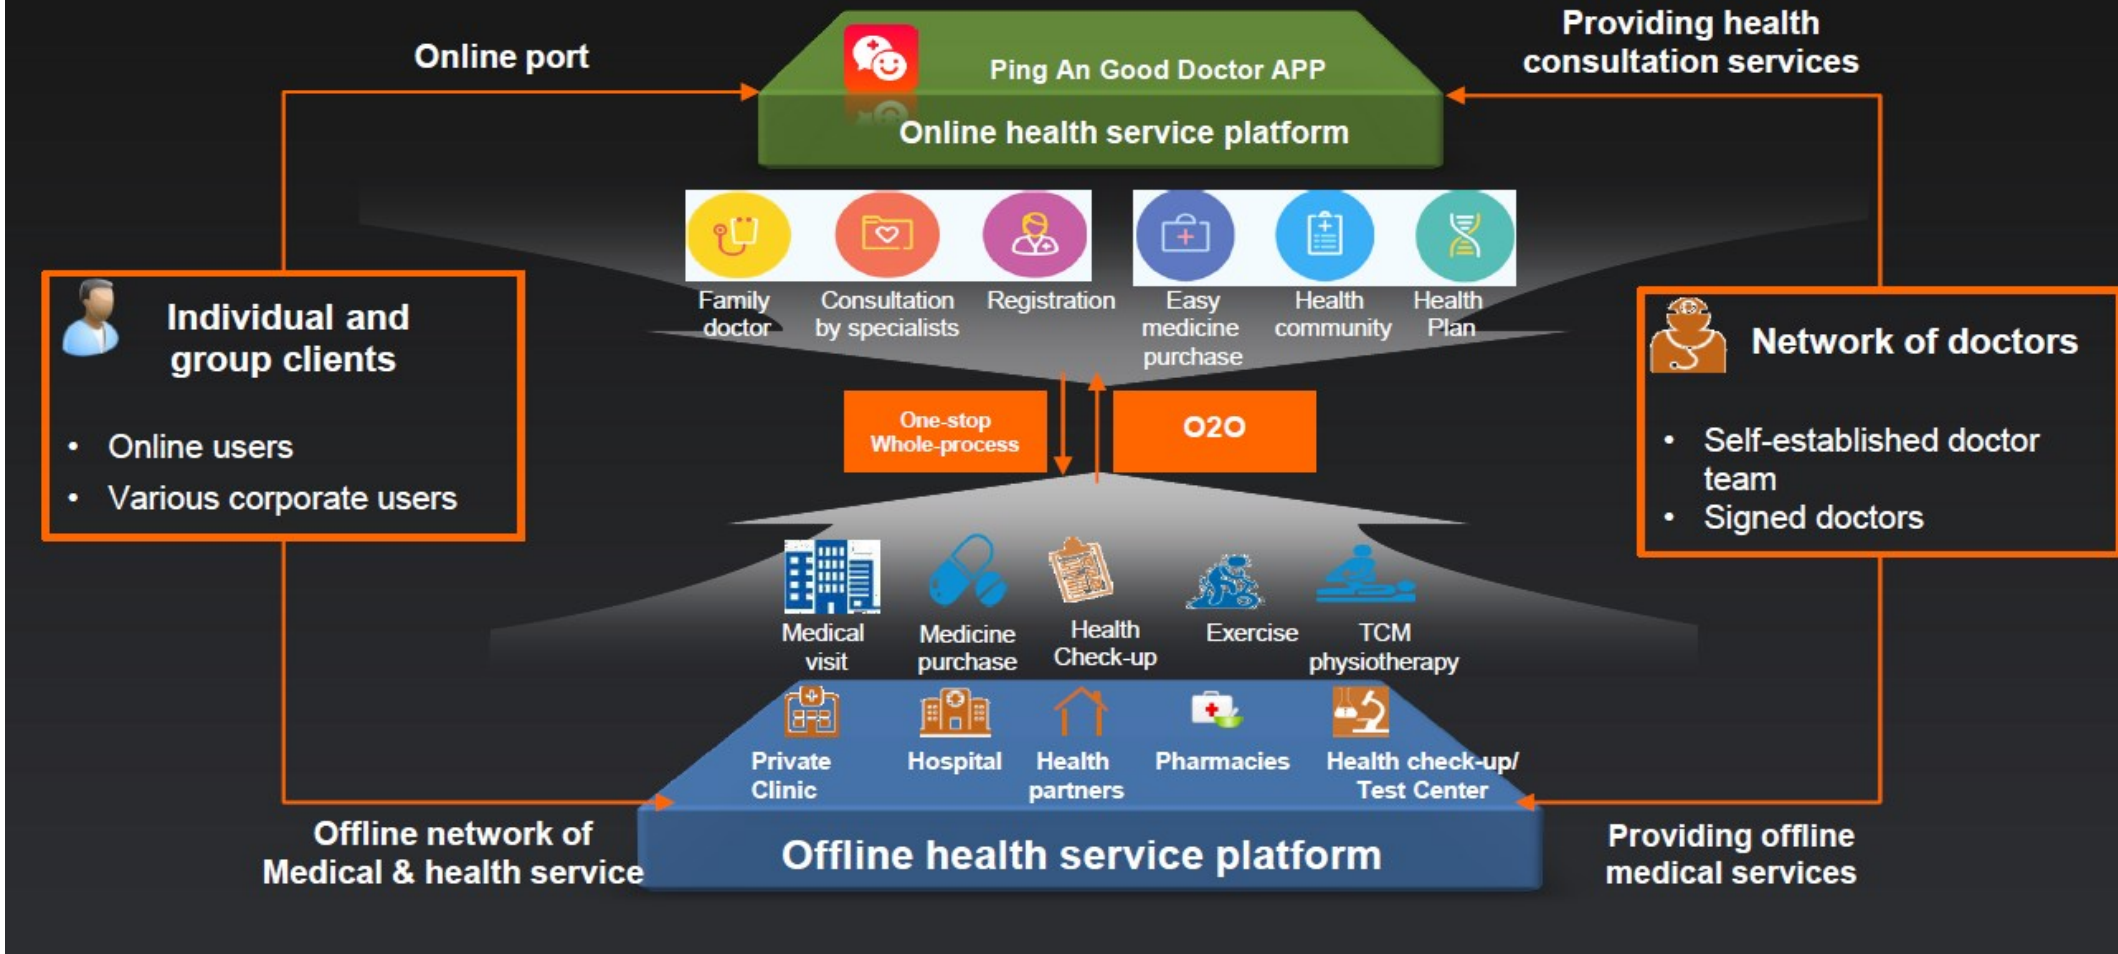 Online port
Ping An Good Doctor APP
Online health service platform
Providing health
consultation services
Family
doctor
Consultation
by specialists
Registration
Easy
medicine
purchase
Health
community
Health
Plan
Individual and
group clients
• Online users
• Various corporate users
One-stop
Whole-process
O2O
Network of doctors
• Self-established doctor
team
• Signed doctors
Medical
visit
Medicine
purchase
Health
Check-up
Exercise
TCM
physiotherapy
Private
Clinic
Hospital
Health
partners
Pharmacies
Health check-up/
Test Center
Offline network of
Medical & health service
Offline health service platform
Providing offline
medical services